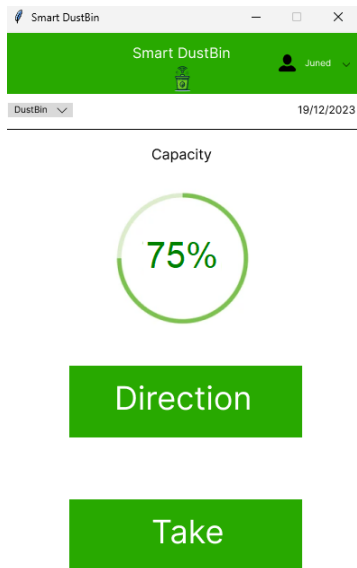 Smart DustBin
Smart DustBin
Juned
DustBin
19/12/2023
Capacity
75%
Direction
Take